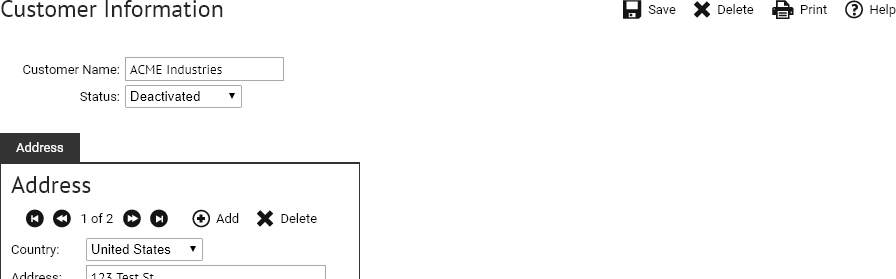 Customer Information
Save Delete Print Help
Customer Name: ACME Industries
Status: Deactivated
Address
Address
1 of 2 Add Delete
Country: United States
Address: 123 Test St